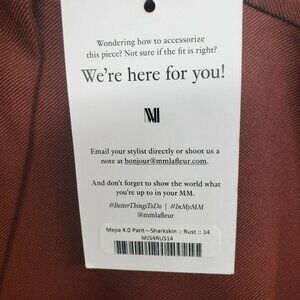 Wondering how to accessorize
this piece? Not sure if the fit is right?
We're here for you!
MM
Email your stylist directly or shoot us a
note at bonjour@mmlafleur.com.
And don't forget to show the world what
you're up to in your MM.
#BetterThingsToDo | #InMyMM
@mmlafleur
Mejia 4.0 Pant—Sharkskin :: Rust :: 14
MJS4RUS14